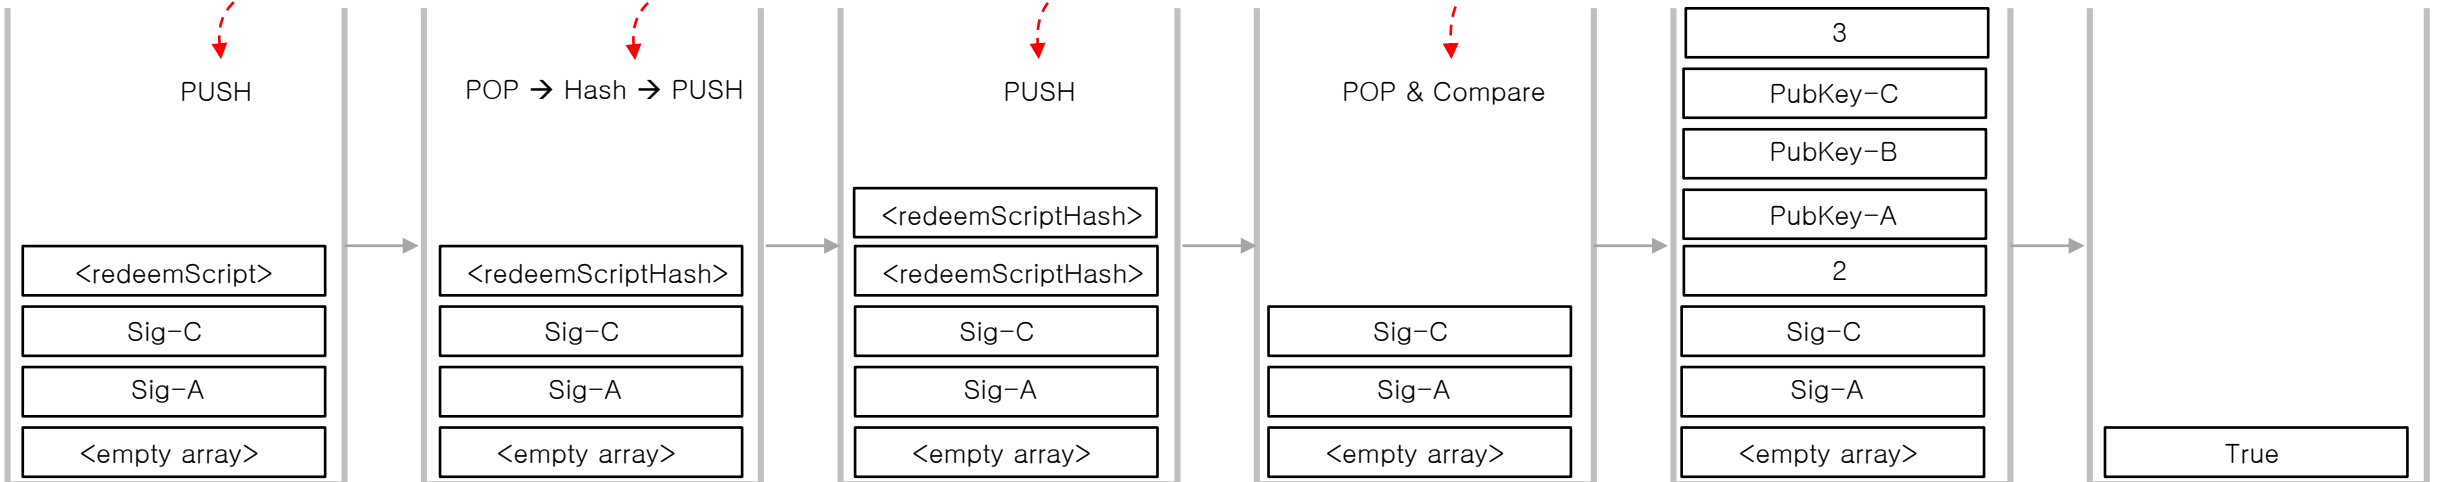 PUSH
<redeemScript>
Sig-C
Sig-A
<empty array>
POP → Hash → PUSH
<redeemScriptHash>
Sig-C
Sig-A
<empty array>
PUSH
<redeemScriptHash>
<redeemScriptHash>
Sig-C
Sig-A
<empty array>
POP & Compare
Sig-C
Sig-A
<empty array>
3
PubKey-C
PubKey-B
PubKey-A
2
Sig-C
Sig-A
<empty array>
True